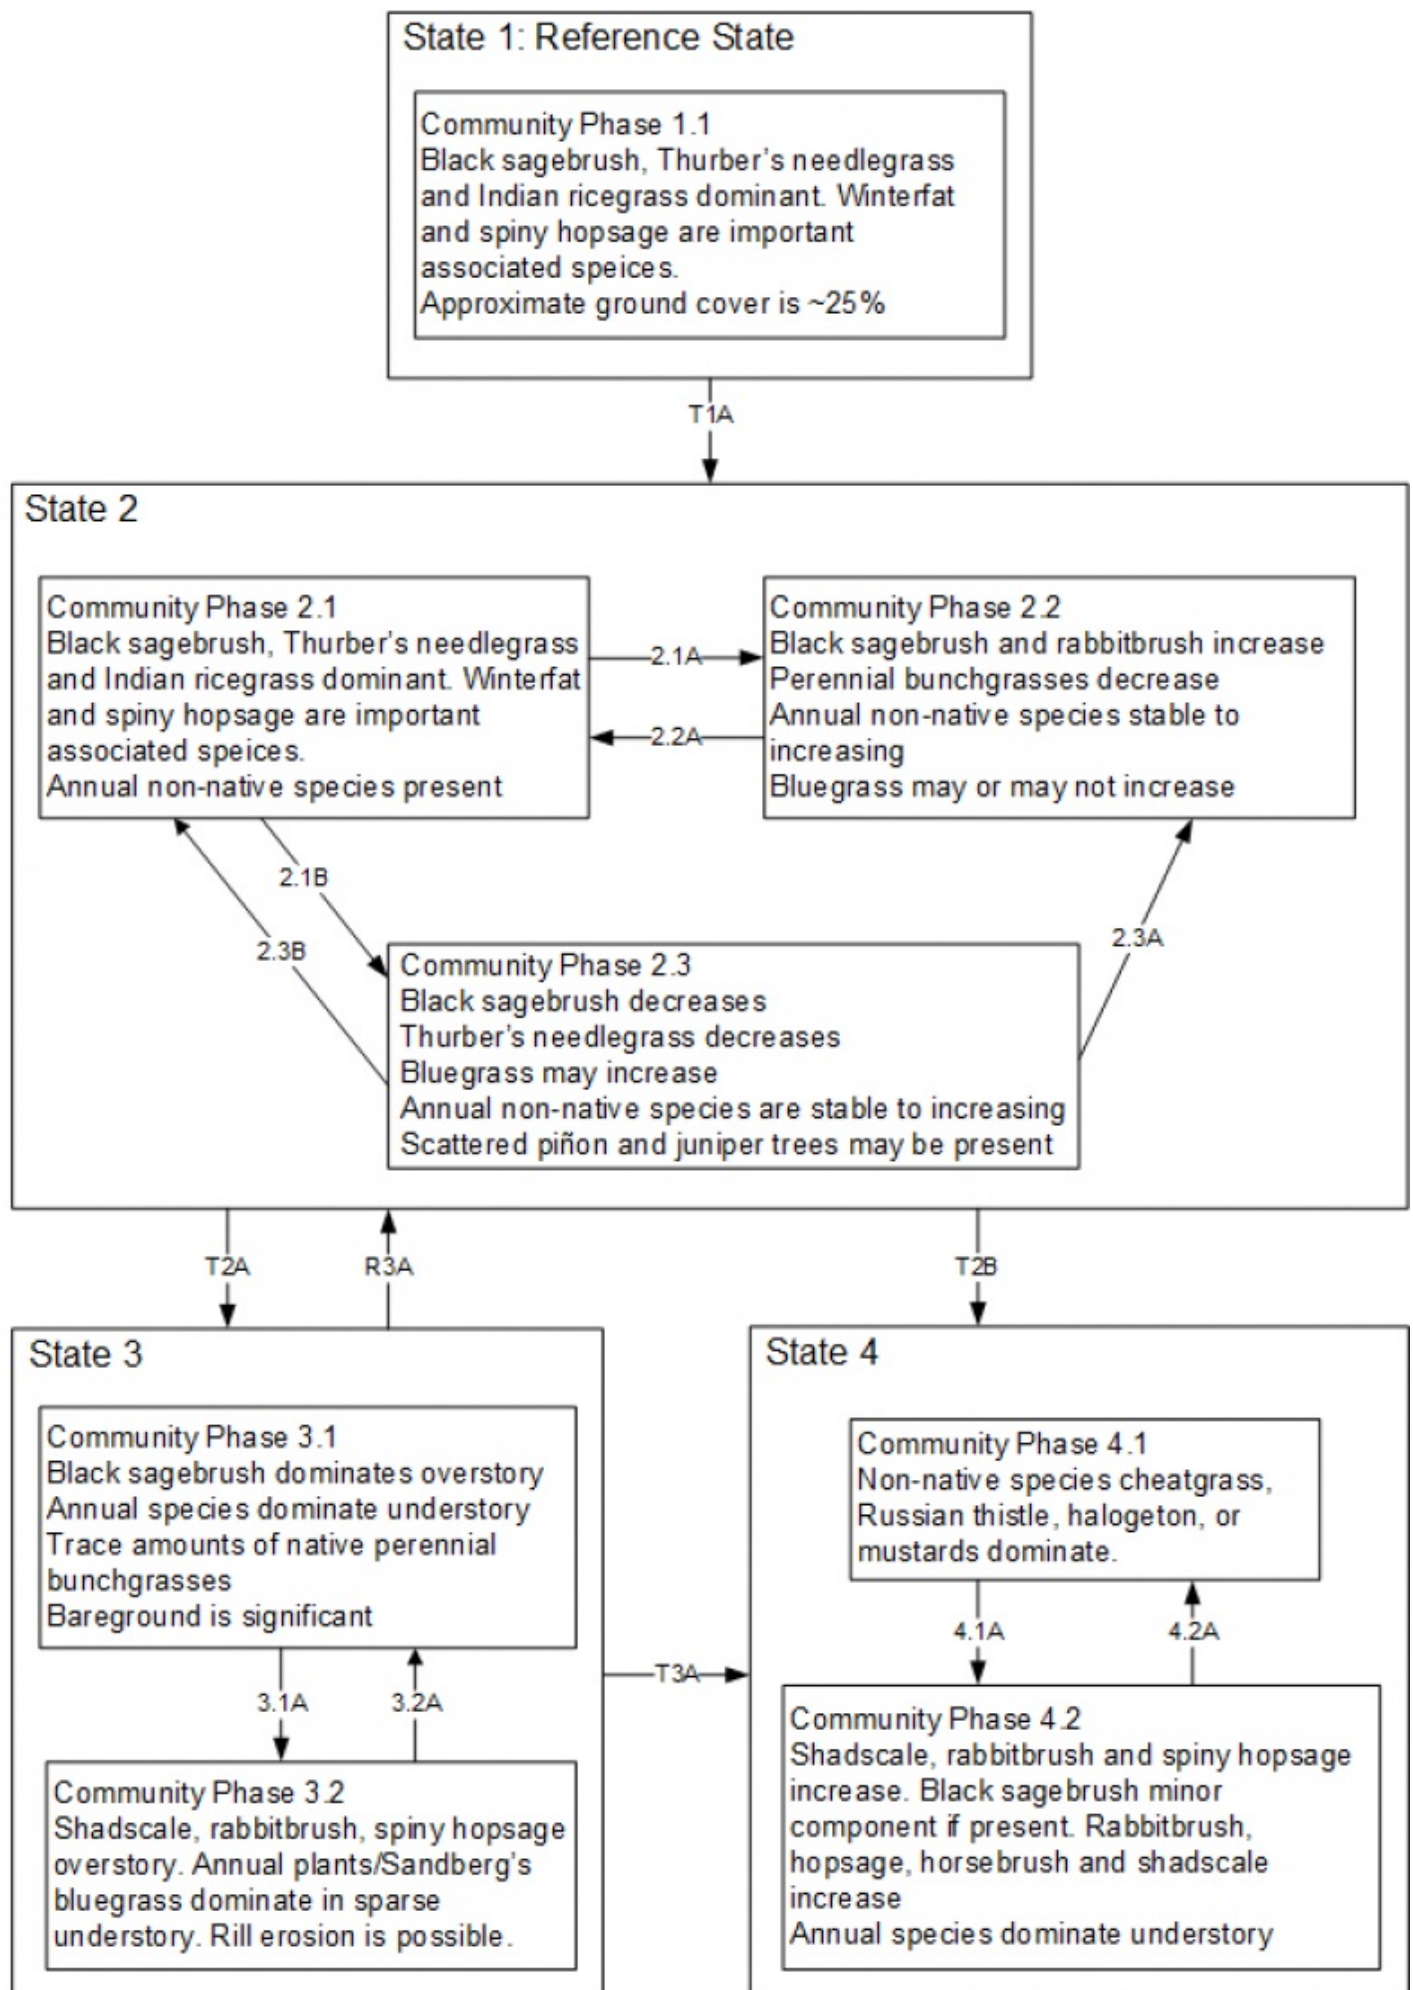 State 1: Reference State
Community Phase 1.1
Black sagebrush, Thurber's needlegrass
and Indian ricegrass dominant. Winterfat
and spiny hopsage are important
associated speices.
Approximate ground cover is ~25%
T1A
State 2
Community Phase 2.1
Black sagebrush, Thurber's needlegrass
and Indian ricegrass dominant. Winterfat
and spiny hopsage are important
associated speices.
Annual non-native species present
2.1A
2.2A
Community Phase 2.2
Black sagebrush and rabbitbrush increase
Perennial bunchgrasses decrease
Annual non-native species stable to
increasing
Bluegrass may or may not increase
2.1B
2.3B
2.3A
Community Phase 2.3
Black sagebrush decreases
Thurber's needlegrass decreases
Bluegrass may increase
Annual non-native species are stable to increasing
Scattered piñon and juniper trees may be present
T2A
R3A
T2B
State 3
Community Phase 3.1
Black sagebrush dominates overstory
Annual species dominate understory
Trace amounts of native perennial
bunchgrasses
Bareground is significant
3.1A
3.2A
Community Phase 3.2
Shadscale, rabbitbrush, spiny hopsage
overstory. Annual plants/Sandberg's
bluegrass dominate in sparse
understory. Rill erosion is possible.
T3A
State 4
Community Phase 4.1
Non-native species cheatgrass,
Russian thistle, halogeton, or
mustards dominate.
4.1A
4.2A
Community Phase 4.2
Shadscale, rabbitbrush and spiny hopsage
increase. Black sagebrush minor
component if present. Rabbitbrush,
hopsage, horsebrush and shadscale
increase
Annual species dominate understory